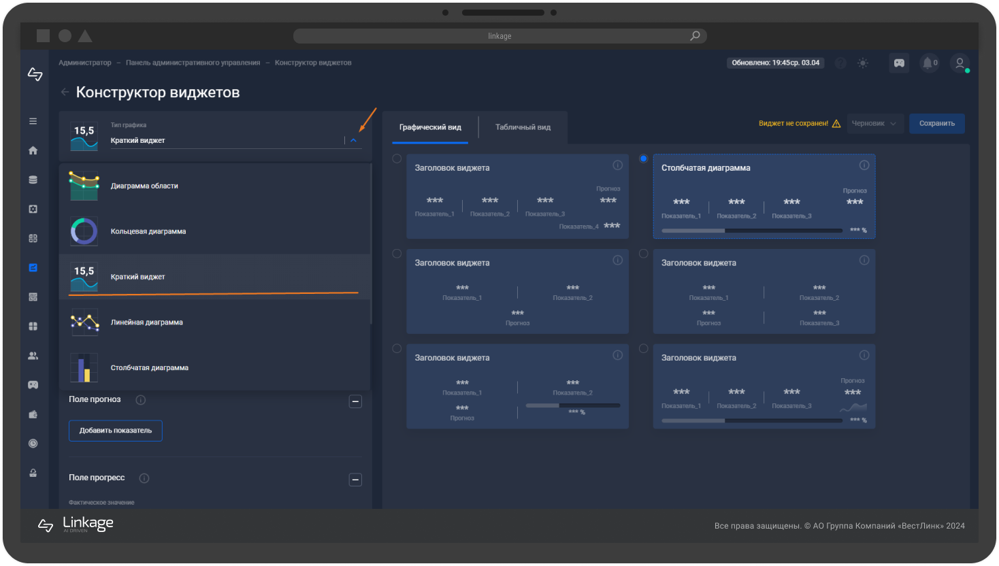 linkage
Администратор – Панель административного управления – Конструктор виджетов
Обновлено: 19:45ср. 03.04
0
Конструктор виджетов
15,5
Тип графика
Краткий виджет
Диаграмма области
Кольцевая диаграмма
15,5
Краткий виджет
Линейная диаграмма
Столбчатая диаграмма
Поле прогноз
Добавить показатель
Поле прогресс
Фактическое значение
Графический вид
Табличный вид
Виджет не сохранен!
Черновик
Сохранить
Заголовок виджета
Прогноз
*** *** *** ***
Показатель_1 Показатель_2 Показатель_3
Показатель_4 ***
Столбчатая диаграмма
Прогноз
*** *** *** ***
Показатель_1 Показатель_2 Показатель_3
*** %
Заголовок виджета
*** ***
Показатель_1 Показатель_2
***
Прогноз
Заголовок виджета
*** ***
Показатель_1 Показатель_2
*** ***
Прогноз Показатель_3
Заголовок виджета
*** ***
Показатель_1 Показатель_2
***
*** %
Прогноз
Заголовок виджета
Прогноз
*** *** *** ***
Показатель_1 Показатель_2 Показатель_3
*** %
Linkage
AI DRIVEN
Все права защищены. © АО Группа Компаний «ВестЛинк» 2024